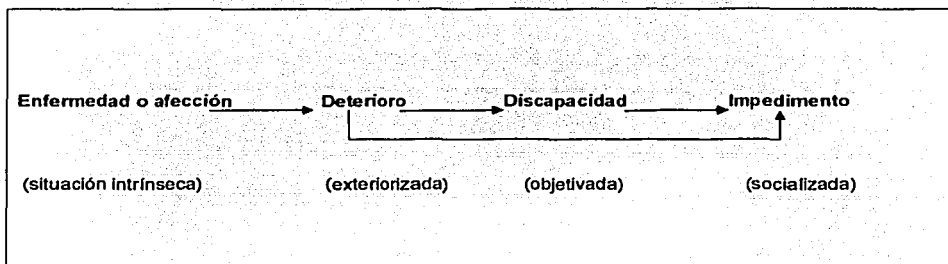 Enfermedad o afección Deterioro Discapacidad Impedimento
(situación intrínseca) (exteriorizada) (objetivada) (socializada)